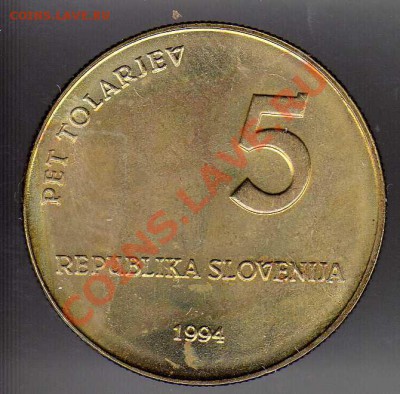 COINS.LAVE.RU
PET TOLARJEV
5
REPUBLIKA SLOVENIJA
1994
COINS.LAVE.RU